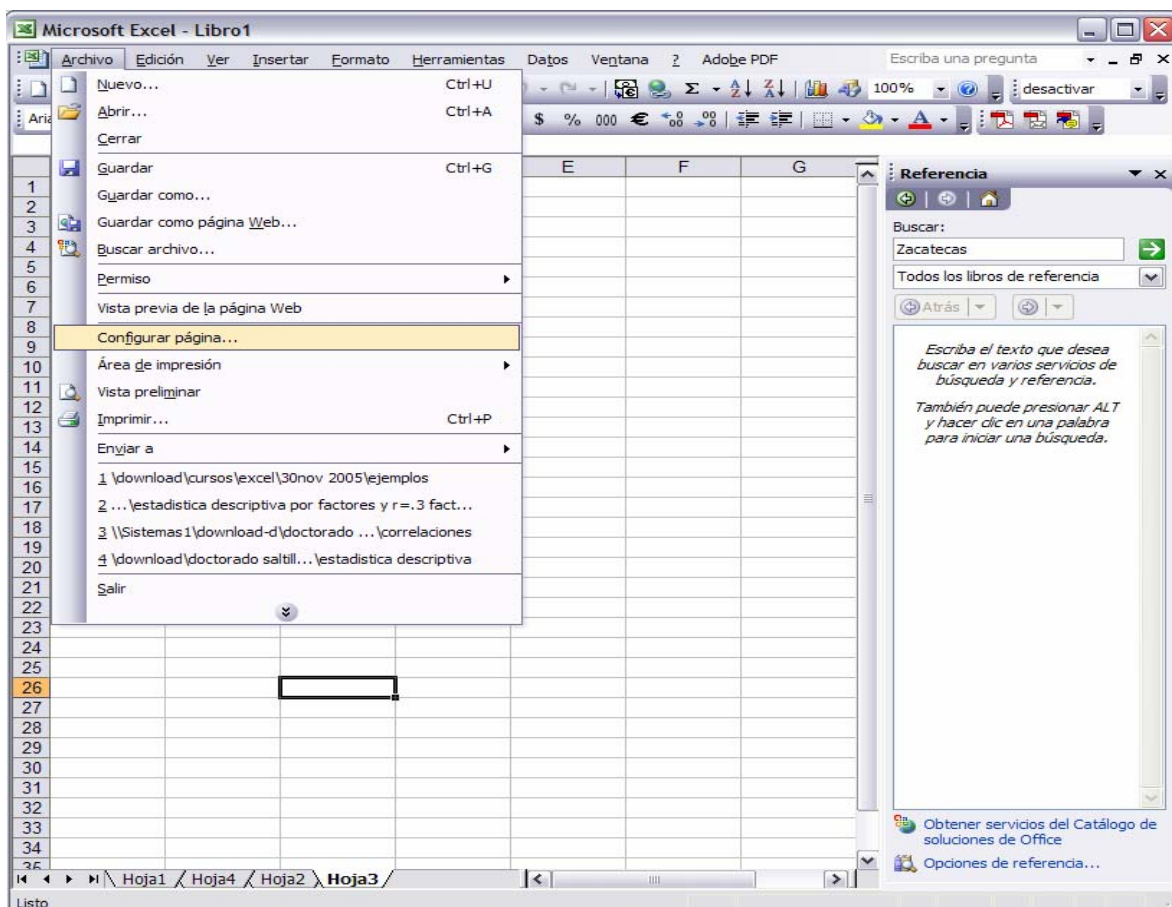 Microsoft Excel - Libro1
Archivo Edición Ver Insertar Formato Herramientas Datos Ventana ? Adobe PDF Escriba una pregunta
100% desactivar
$ % 000 €
Nuevo... Ctrl+U
Abrir... Ctrl+A
Cerrar
Guardar Ctrl+G
Guardar como...
Guardar como página Web...
Buscar archivo...
Permiso
Vista previa de la página Web
Configurar página...
Área de impresión
Vista preliminar
Imprimir... Ctrl+P
Enviar a
1 \download\cursos\excel\30nov 2005\ejemplos
2 ...\estadistica descriptiva por factores y r=.3 fact...
3 \\Sistemas1\download-d\doctorado ...\correlaciones
4 \download\doctorado saltill...\estadistica descriptiva
Salir
E F G
1
2
3
4
5
6
7
8
9
10
11
12
13
14
15
16
17
18
19
20
21
22
23
24
25
26
27
28
29
30
31
32
33
34
35
Referencia
Buscar:
Zacatecas
Todos los libros de referencia
Atrás
Escriba el texto que desea
buscar en varios servicios de
búsqueda y referencia.
También puede presionar ALT
y hacer clic en una palabra
para iniciar una búsqueda.
Obtener servicios del Catálogo de
soluciones de Office
Opciones de referencia...
Hoja1 Hoja4 Hoja2 Hoja3
Listo